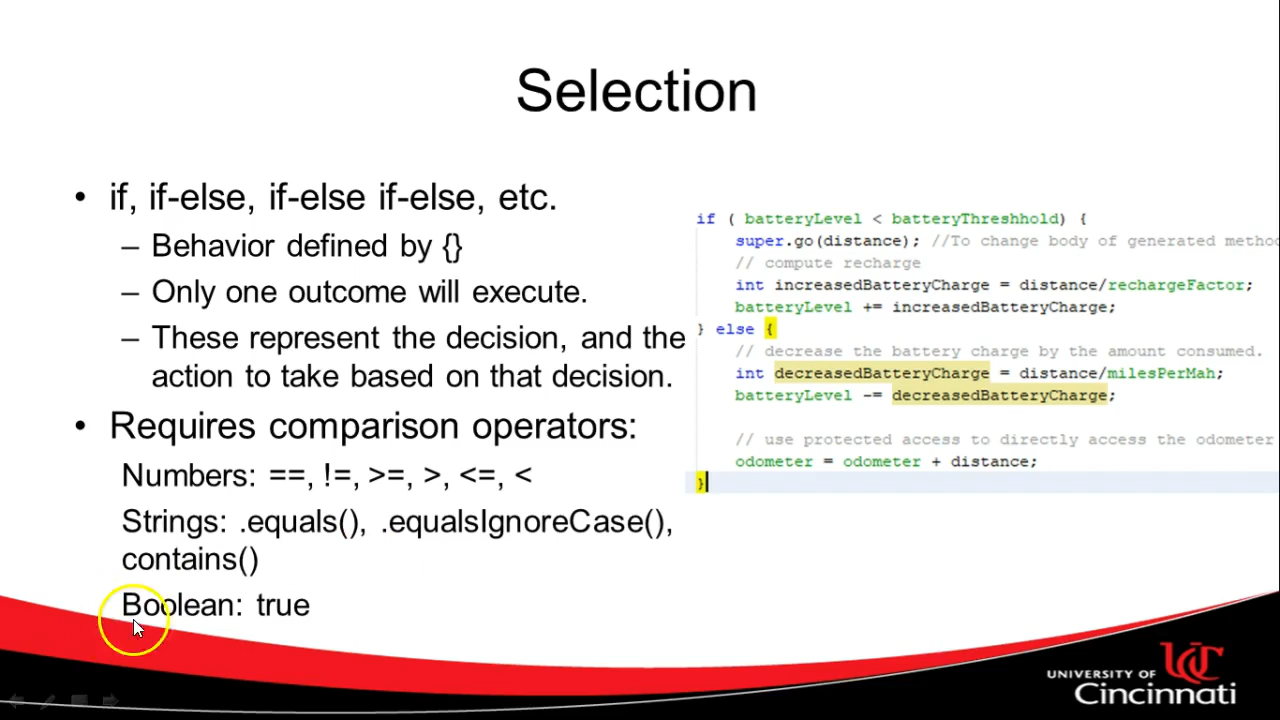 Selection
• if, if-else, if-else if-else, etc.
– Behavior defined by {}
– Only one outcome will execute.
– These represent the decision, and the
action to take based on that decision.
• Requires comparison operators:
Numbers: ==, !=, >=, >, <=, <
Strings: .equals(), .equalsIgnoreCase(),
contains()
Boolean: true
if ( batteryLevel < batteryThreshhold) {
super.go(distance); //To change body of generated metho
// compute recharge
int increasedBatteryCharge = distance/rechargeFactor;
batteryLevel += increasedBatteryCharge;
} else {
// decrease the battery charge by the amount consumed.
int decreasedBatteryCharge = distance/milesPerMah;
batteryLevel -= decreasedBatteryCharge;
// use protected access to directly access the odometer
odometer = odometer + distance;
}
UC
UNIVERSITY OF
Cincinnati